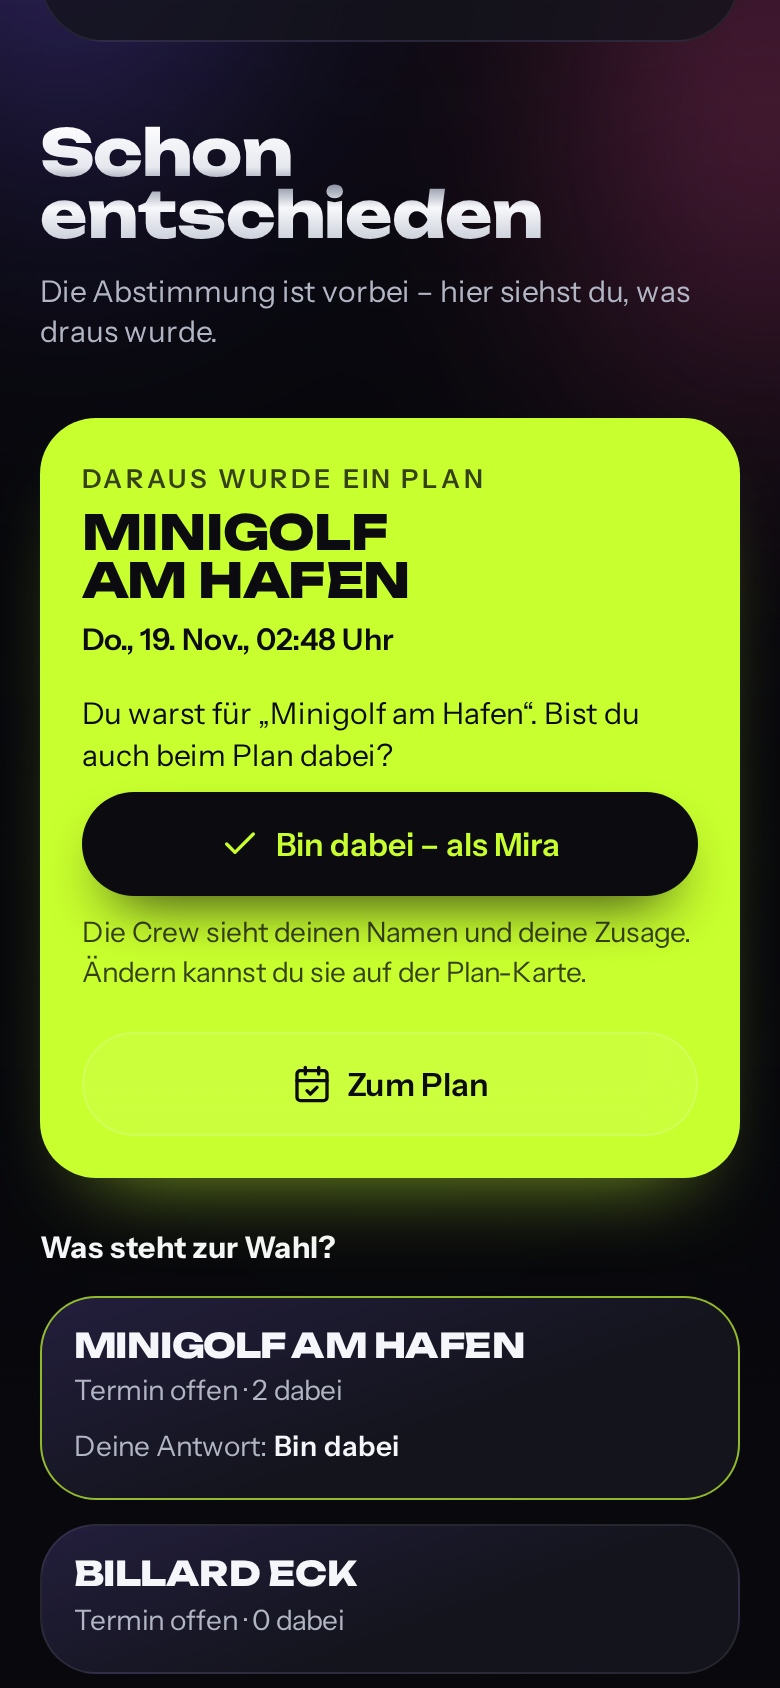 Schon
entschieden
Die Abstimmung ist vorbei – hier siehst du, was
draus wurde.
DARAUS WURDE EIN PLAN
MINIGOLF
AM HAFEN
Do., 19. Nov., 02:48 Uhr
Du warst für „Minigolf am Hafen“. Bist du
auch beim Plan dabei?
Bin dabei – als Mira
Die Crew sieht deinen Namen und deine Zusage.
Ändern kannst du sie auf der Plan-Karte.
Zum Plan
Was steht zur Wahl?
MINIGOLF AM HAFEN
Termin offen · 2 dabei
Deine Antwort: Bin dabei
BILLARD ECK
Termin offen · 0 dabei